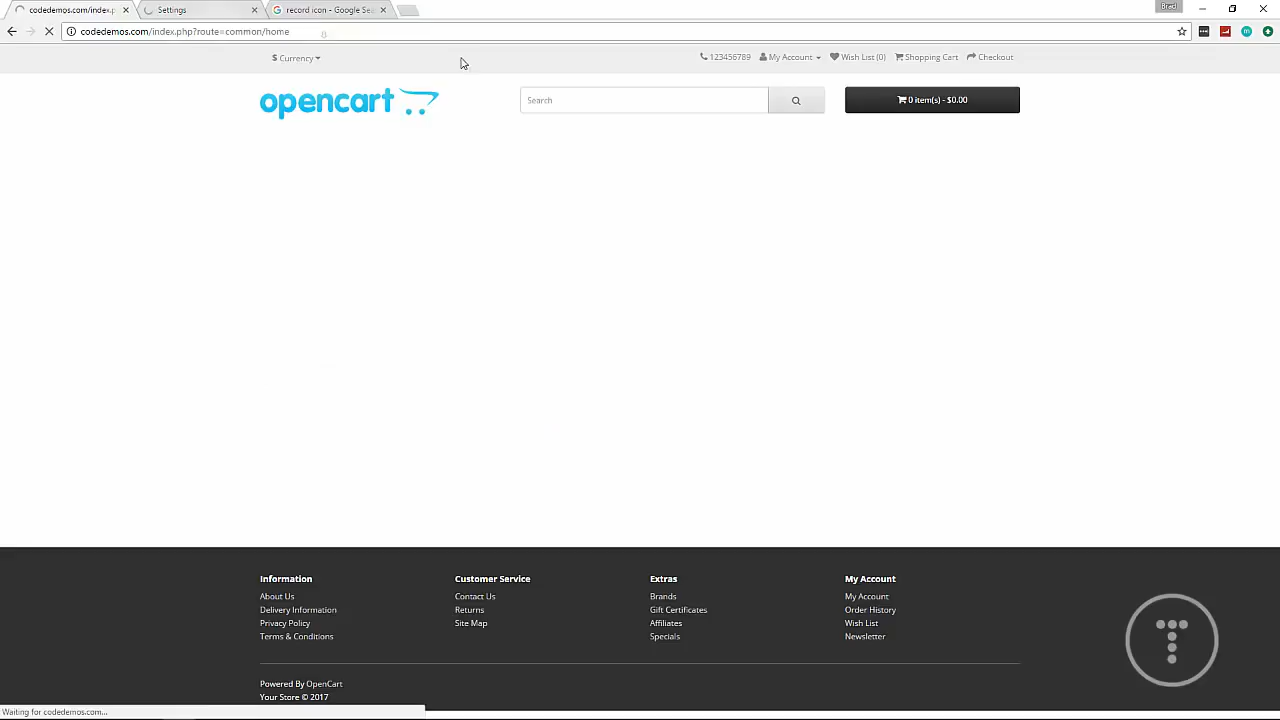 codedemos.com/index.p
Settings
record icon - Google Sea
Bred
codedemos.com/index.php?route=common/home
$ Currency
123456789
My Account
Wish List (0)
Shopping Cart
Checkout
opencart
Search
0 item(s) - $0.00
Information
About Us
Delivery Information
Privacy Policy
Terms & Conditions
Customer Service
Contact Us
Returns
Site Map
Extras
Brands
Gift Certificates
Affiliates
Specials
My Account
My Account
Order History
Wish List
Newsletter
T
Powered By OpenCart
Your Store © 2017
Waiting for codedemos.com...